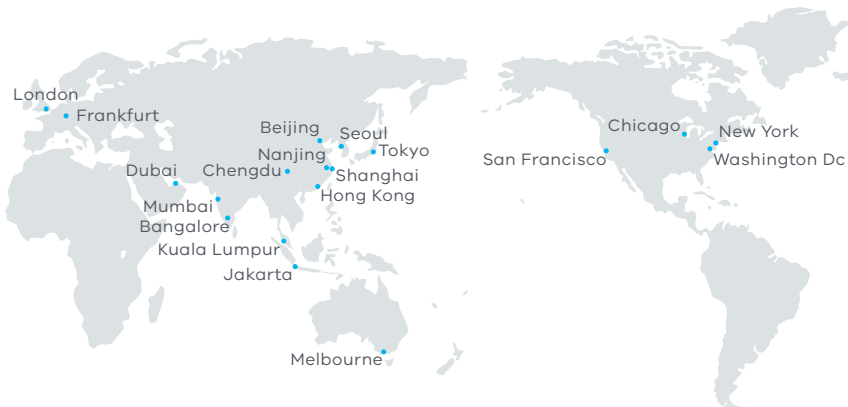 London
Frankfurt
Beijing
Seoul
Tokyo
Nanjing
Chengdu
Shanghai
Dubai
Hong Kong
Mumbai
Bangalore
Kuala Lumpur
Jakarta
Melbourne
Chicago
New York
San Francisco
Washington Dc